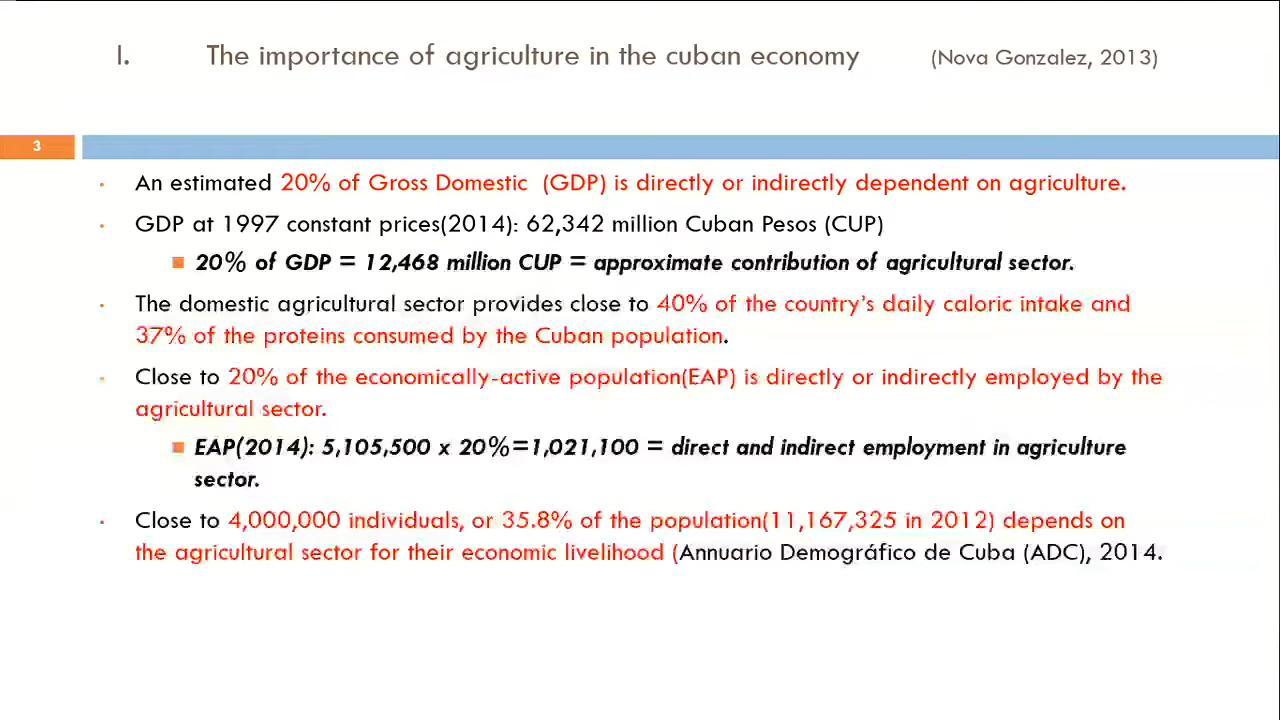 I. The importance of agriculture in the cuban economy (Nova Gonzalez, 2013)
3
• An estimated 20% of Gross Domestic (GDP) is directly or indirectly dependent on agriculture.
• GDP at 1997 constant prices(2014): 62,342 million Cuban Pesos (CUP)
■ 20% of GDP = 12,468 million CUP = approximate contribution of agricultural sector.
• The domestic agricultural sector provides close to 40% of the country’s daily caloric intake and
37% of the proteins consumed by the Cuban population.
• Close to 20% of the economically-active population(EAP) is directly or indirectly employed by the
agricultural sector.
■ EAP(2014): 5,105,500 x 20%=1,021,100 = direct and indirect employment in agriculture
sector.
• Close to 4,000,000 individuals, or 35.8% of the population(11,167,325 in 2012) depends on
the agricultural sector for their economic livelihood (Annuario Demográfico de Cuba (ADC), 2014.